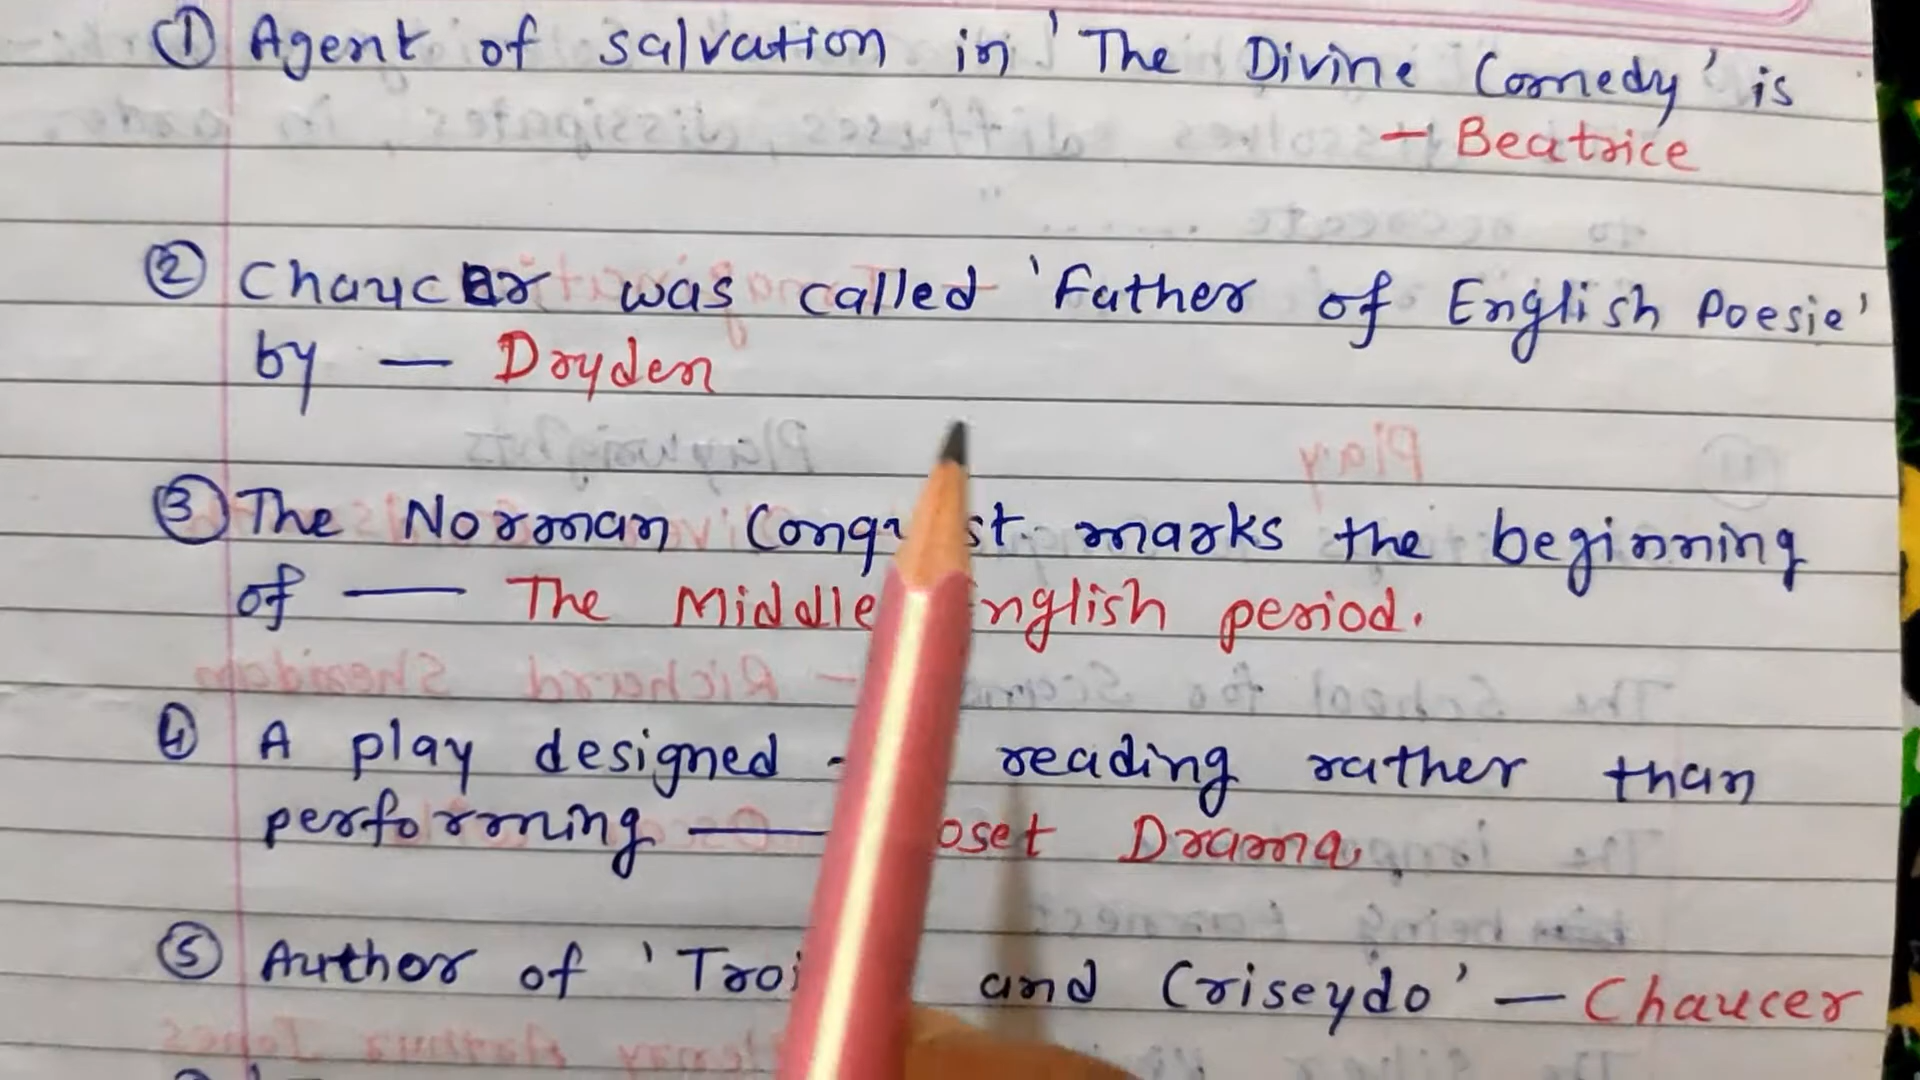 ① Agent of salvation in 'The Divine Comedy' is
— Beatrice
② Chaucer was called 'Father of English Poesie'
by — Dryden
③ The Norman Conq st marks the beginning
of — The Middle nglish period.
④ A play designed reading rather than
performing — oset Drama.
⑤ Author of 'Troi and Criseydo' — Chaucer